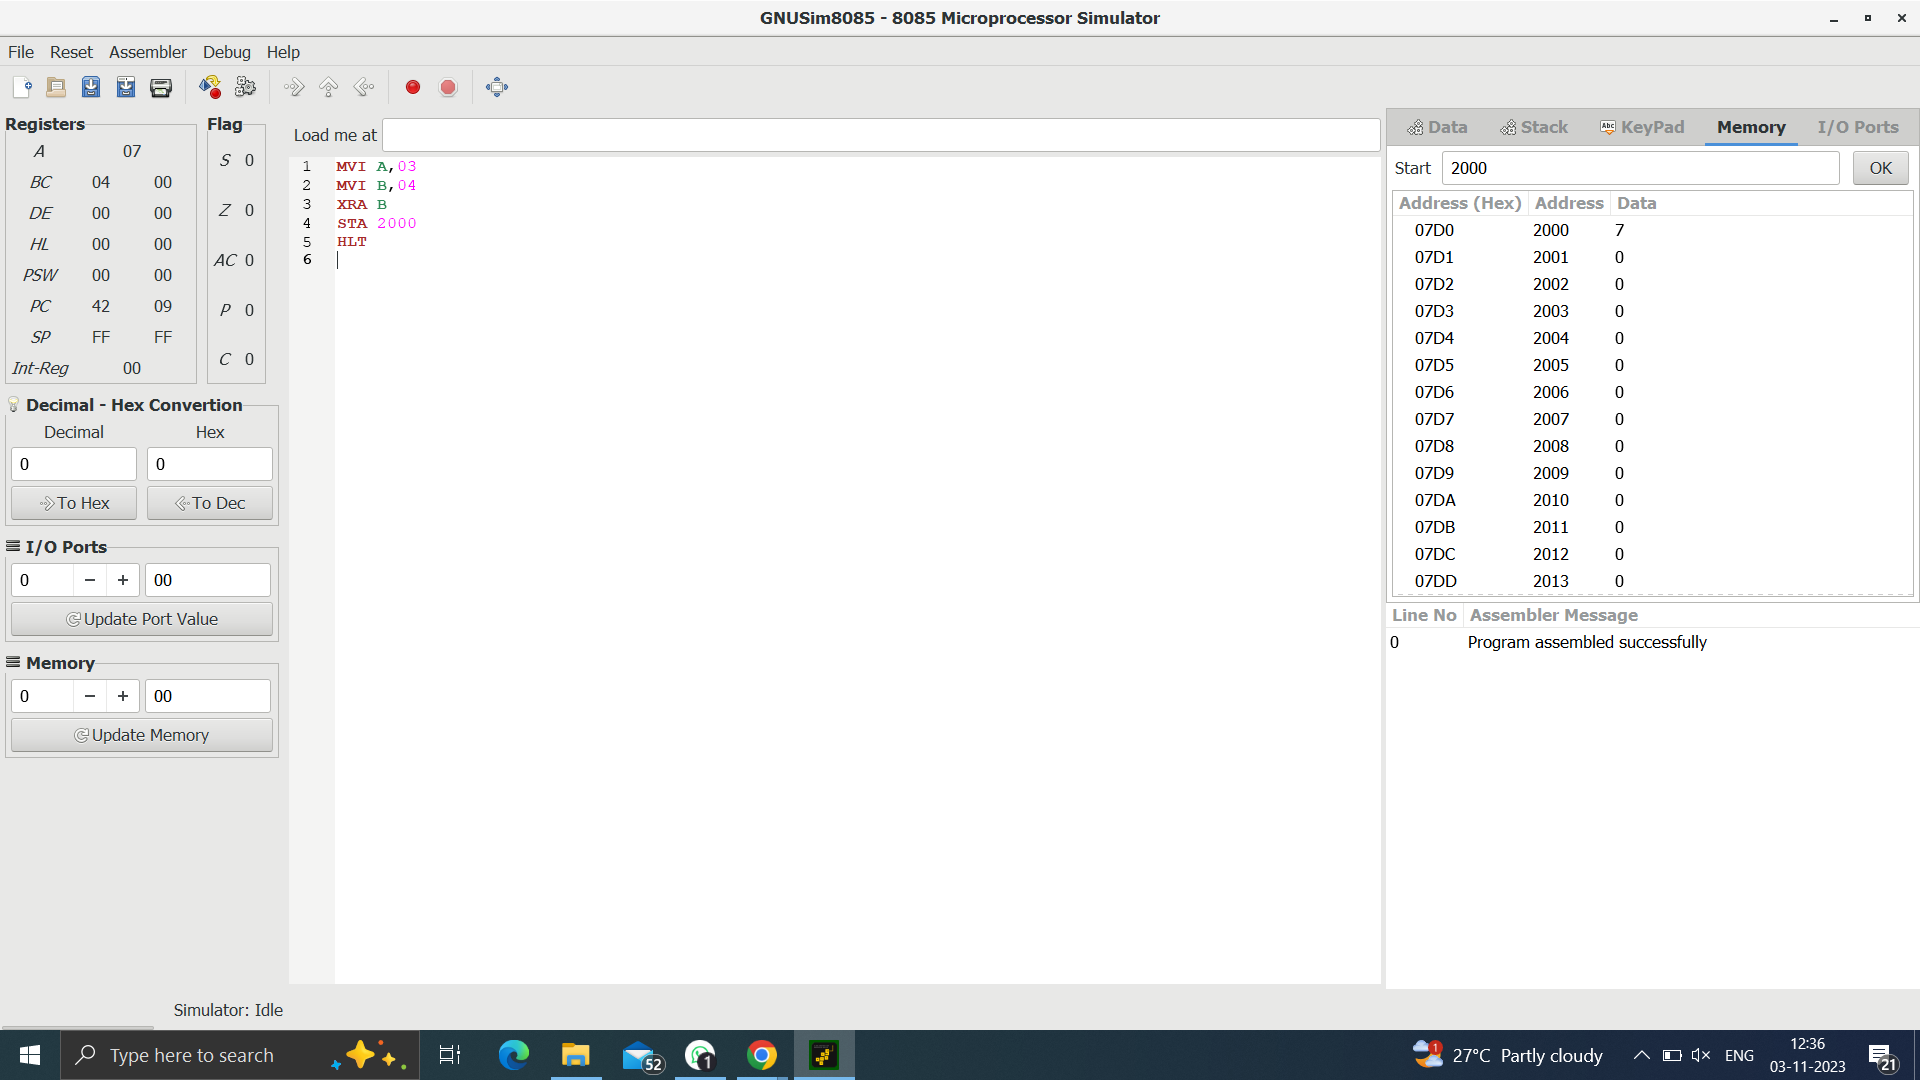 GNUSim8085 - 8085 Microprocessor Simulator
File Reset Assembler Debug Help
Registers
A 07
BC 04 00
DE 00 00
HL 00 00
PSW 00 00
PC 42 09
SP FF FF
Int-Reg 00
Flag
S 0
Z 0
AC 0
P 0
C 0
Decimal - Hex Convertion
Decimal Hex
0 0
To Hex To Dec
I/O Ports
0 − + 00
Update Port Value
Memory
0 − + 00
Update Memory
Load me at
1 MVI A,03
2 MVI B,04
3 XRA B
4 STA 2000
5 HLT
6
Data Stack Abc KeyPad Memory I/O Ports
Start 2000 OK
Address (Hex) Address Data
07D0 2000 7
07D1 2001 0
07D2 2002 0
07D3 2003 0
07D4 2004 0
07D5 2005 0
07D6 2006 0
07D7 2007 0
07D8 2008 0
07D9 2009 0
07DA 2010 0
07DB 2011 0
07DC 2012 0
07DD 2013 0
Line No Assembler Message
0 Program assembled successfully
Simulator: Idle
Type here to search 52 1 1 27°C Partly cloudy ENG 12:36
03-11-2023 21